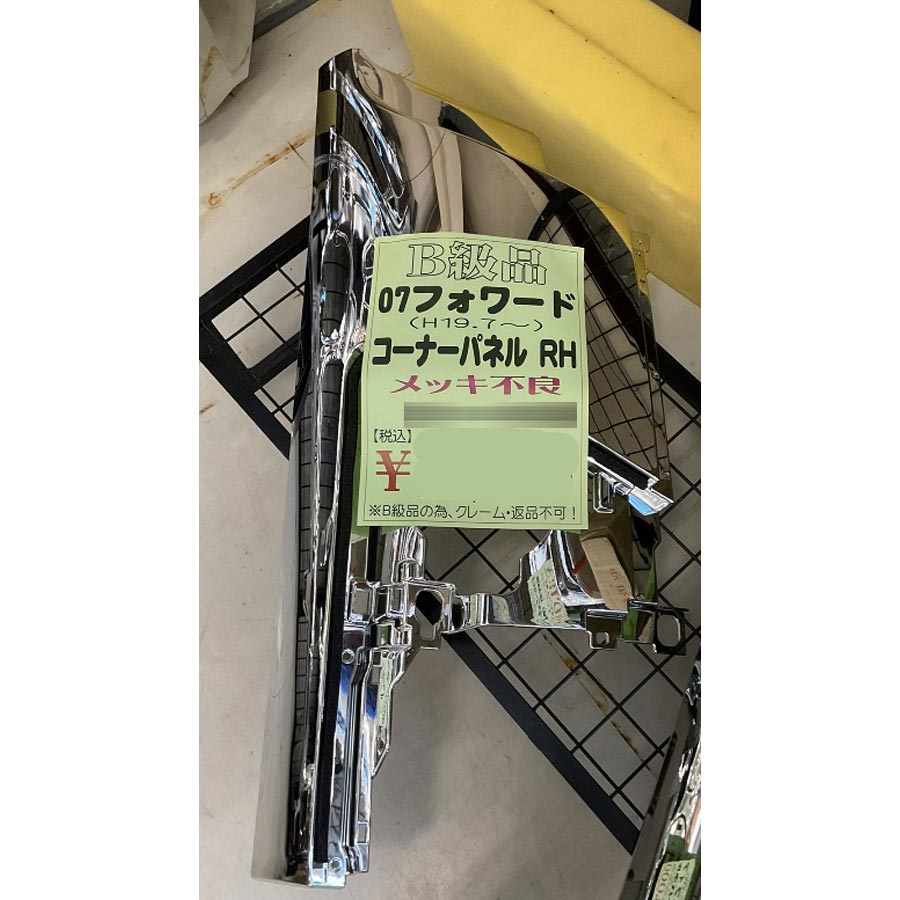 B級品
07フォワード
(H19.7～)
コーナーパネル RH
メッキ不良
【税込】
¥
※B級品の為、クレーム・返品不可！